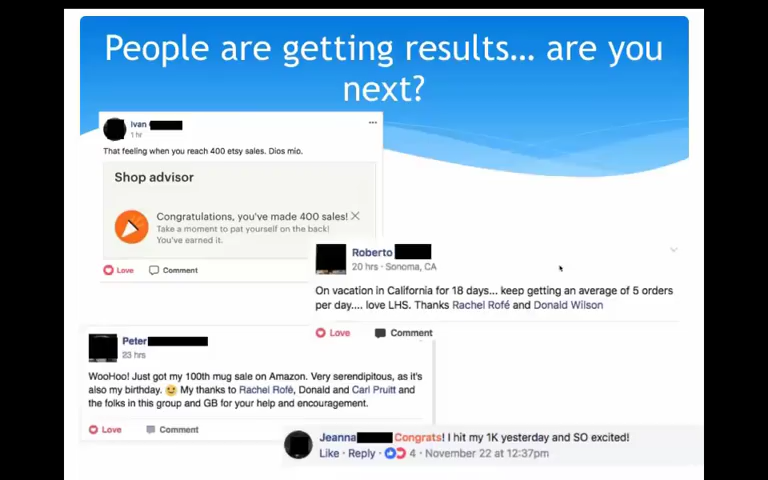 People are getting results... are you
next?
Ivan
1 hr
That feeling when you reach 400 etsy sales. Dios mio.
Shop advisor
Congratulations, you've made 400 sales!
Take a moment to pat yourself on the back!
You've earned it.
Love Comment
Roberto
20 hrs · Sonoma, CA
On vacation in California for 18 days... keep getting an average of 5 orders
per day.... love LHS. Thanks Rachel Rofé and Donald Wilson
Love Comment
Peter
23 hrs
WooHoo! Just got my 100th mug sale on Amazon. Very serendipitous, as it's
also my birthday. My thanks to Rachel Rofé, Donald and Carl Pruitt and
the folks in this group and GB for your help and encouragement.
Love Comment
Jeanna Congrats! I hit my 1K yesterday and SO excited!
Like · Reply · 4 · November 22 at 12:37pm